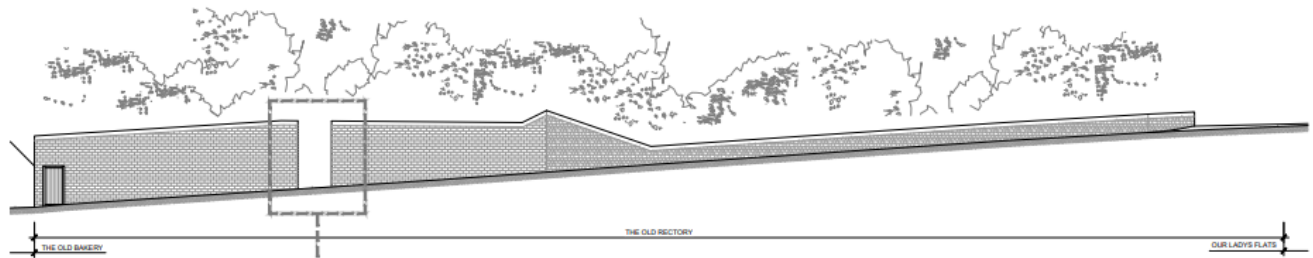 THE OLD RECTORY
THE OLD BAKERY
OUR LADYS FLATS